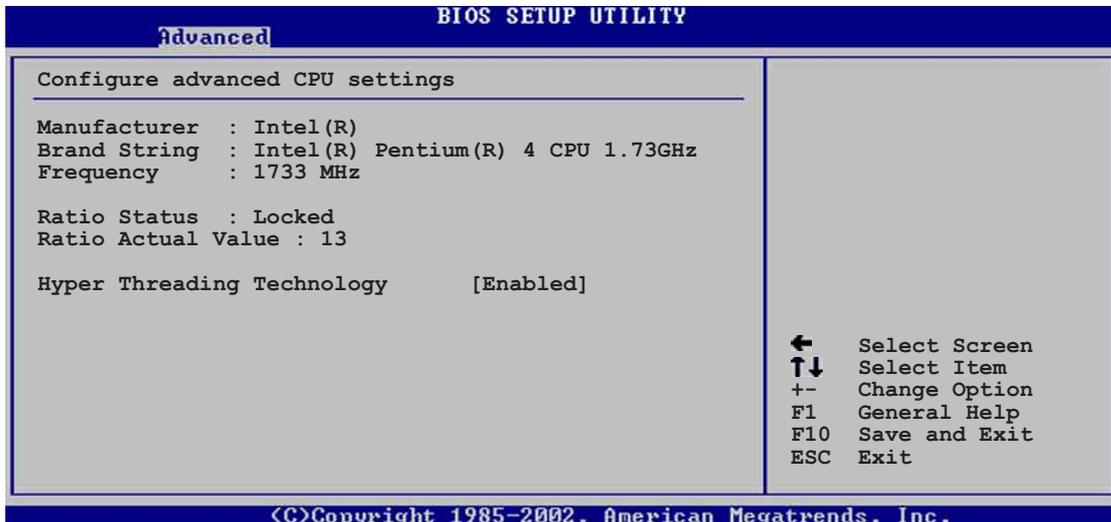 BIOS SETUP UTILITY
Advanced
Configure advanced CPU settings
Manufacturer : Intel(R)
Brand String : Intel(R) Pentium(R) 4 CPU 1.73GHz
Frequency : 1733 MHz
Ratio Status : Locked
Ratio Actual Value : 13
Hyper Threading Technology [Enabled]
← Select Screen
↑↓ Select Item
+- Change Option
F1 General Help
F10 Save and Exit
ESC Exit
(C)Copyright 1985-2002, American Megatrends, Inc.